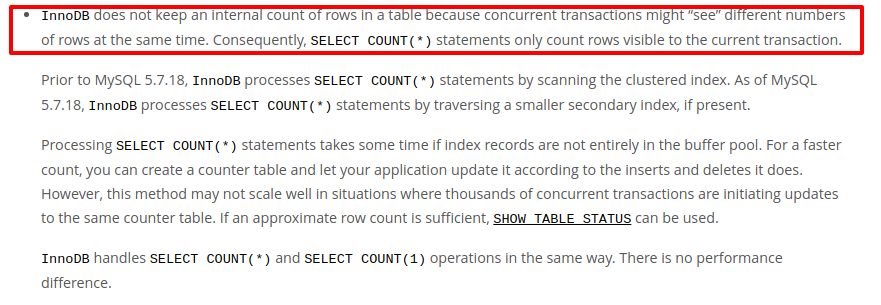 InnoDB does not keep an internal count of rows in a table because concurrent transactions might “see” different numbers
of rows at the same time. Consequently, SELECT COUNT(*) statements only count rows visible to the current transaction.
Prior to MySQL 5.7.18, InnoDB processes SELECT COUNT(*) statements by scanning the clustered index. As of MySQL
5.7.18, InnoDB processes SELECT COUNT(*) statements by traversing a smaller secondary index, if present.
Processing SELECT COUNT(*) statements takes some time if index records are not entirely in the buffer pool. For a faster
count, you can create a counter table and let your application update it according to the inserts and deletes it does.
However, this method may not scale well in situations where thousands of concurrent transactions are initiating updates
to the same counter table. If an approximate row count is sufficient, SHOW TABLE STATUS can be used.
InnoDB handles SELECT COUNT(*) and SELECT COUNT(1) operations in the same way. There is no performance
difference.